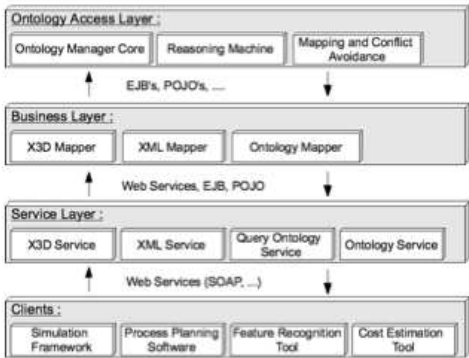 Ontology Access Layer :
Ontology Manager Core
Reasoning Machine
Mapping and Conflict
Avoidance
EJB's, POJO's, ....
Business Layer :
X3D Mapper
XML Mapper
Ontology Mapper
Web Services, EJB, POJO
Service Layer :
X3D Service
XML Service
Query Ontology
Service
Ontology Service
Web Services (SOAP, ...)
Clients :
Simulation
Framework
Process Planning
Software
Feature Recognition
Tool
Cost Estimation
Tool